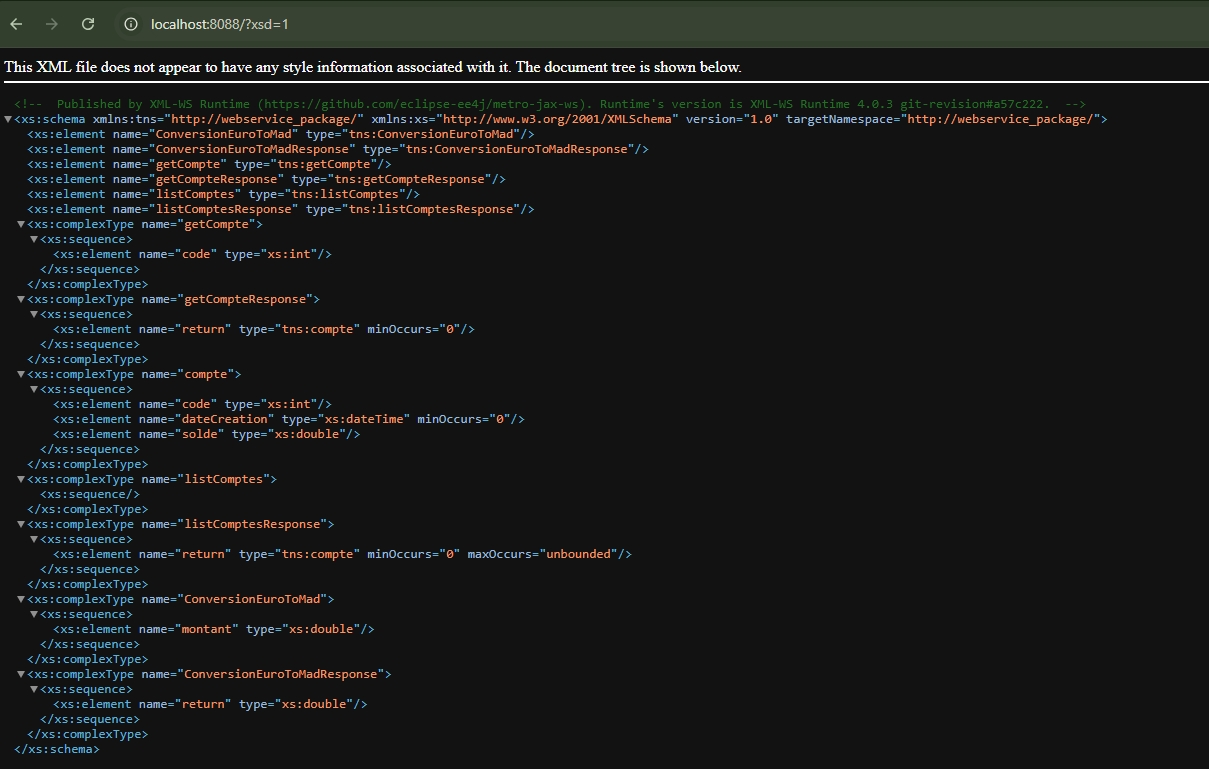 localhost:8088/?xsd=1
This XML file does not appear to have any style information associated with it. The document tree is shown below.
<!-- Published by XML-WS Runtime (https://github.com/eclipse-ee4j/metro-jax-ws). Runtime's version is XML-WS Runtime 4.0.3 git-revision#a57c222. -->
▼<xs:schema xmlns:tns="http://webservice_package/" xmlns:xs="http://www.w3.org/2001/XMLSchema" version="1.0" targetNamespace="http://webservice_package/">
<xs:element name="ConversionEuroToMad" type="tns:ConversionEuroToMad"/>
<xs:element name="ConversionEuroToMadResponse" type="tns:ConversionEuroToMadResponse"/>
<xs:element name="getCompte" type="tns:getCompte"/>
<xs:element name="getCompteResponse" type="tns:getCompteResponse"/>
<xs:element name="listComptes" type="tns:listComptes"/>
<xs:element name="listComptesResponse" type="tns:listComptesResponse"/>
▼<xs:complexType name="getCompte">
▼<xs:sequence>
<xs:element name="code" type="xs:int"/>
</xs:sequence>
</xs:complexType>
▼<xs:complexType name="getCompteResponse">
▼<xs:sequence>
<xs:element name="return" type="tns:compte" minOccurs="0"/>
</xs:sequence>
</xs:complexType>
▼<xs:complexType name="compte">
▼<xs:sequence>
<xs:element name="code" type="xs:int"/>
<xs:element name="dateCreation" type="xs:dateTime" minOccurs="0"/>
<xs:element name="solde" type="xs:double"/>
</xs:sequence>
</xs:complexType>
▼<xs:complexType name="listComptes">
<xs:sequence/>
</xs:complexType>
▼<xs:complexType name="listComptesResponse">
▼<xs:sequence>
<xs:element name="return" type="tns:compte" minOccurs="0" maxOccurs="unbounded"/>
</xs:sequence>
</xs:complexType>
▼<xs:complexType name="ConversionEuroToMad">
▼<xs:sequence>
<xs:element name="montant" type="xs:double"/>
</xs:sequence>
</xs:complexType>
▼<xs:complexType name="ConversionEuroToMadResponse">
▼<xs:sequence>
<xs:element name="return" type="xs:double"/>
</xs:sequence>
</xs:complexType>
</xs:schema>